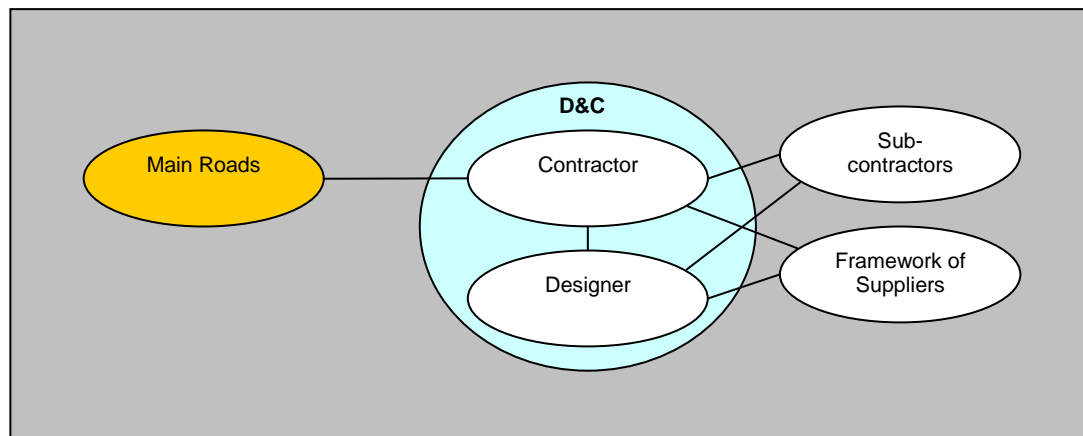 D&C
Main Roads
Contractor
Sub-
contractors
Designer
Framework of
Suppliers